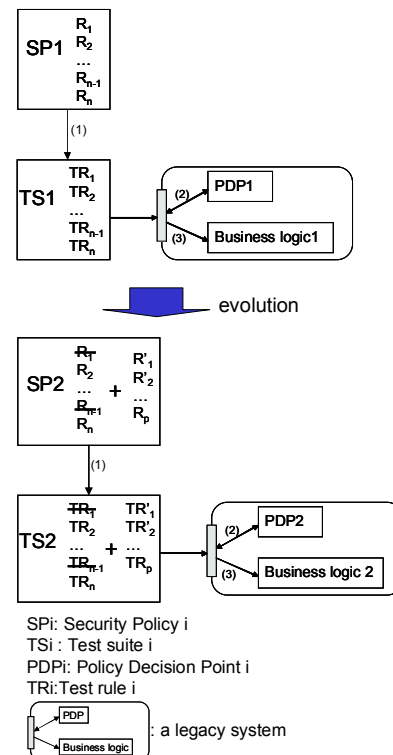 SP1
R1
R2
...
Rn-1
Rn
(1)
TS1
TR1
TR2
...
TRn-1
TRn
(2)
PDP1
(3)
Business logic1
evolution
SP2
R1
R2
...
Rn-1
Rn
+
R'1
R'2
...
Rp
(1)
TS2
TR1
TR2
...
TRn-1
TRn
+
TR'1
TR'2
...
TRp
(2)
PDP2
(3)
Business logic 2
SPi: Security Policy i
TSi : Test suite i
PDPi: Policy Decision Point i
TRi:Test rule i
PDP
Business logic
: a legacy system